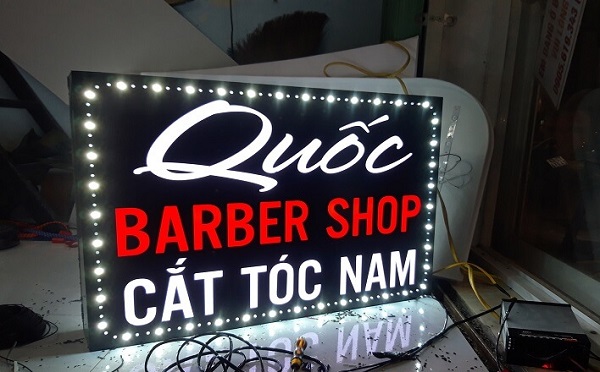 Quốc
BARBER SHOP
CẮT TÓC NAM